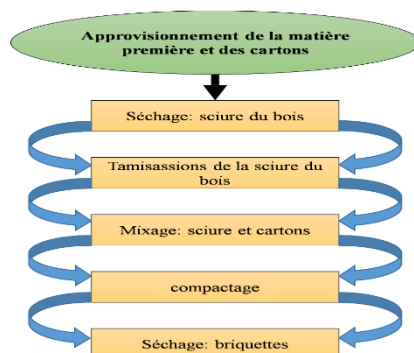 Approvisionnement de la matière
première et des cartons
Séchage: sciure du bois
Tamisassions de la sciure du
bois
Mixage: sciure et cartons
compactage
Séchage: briquettes